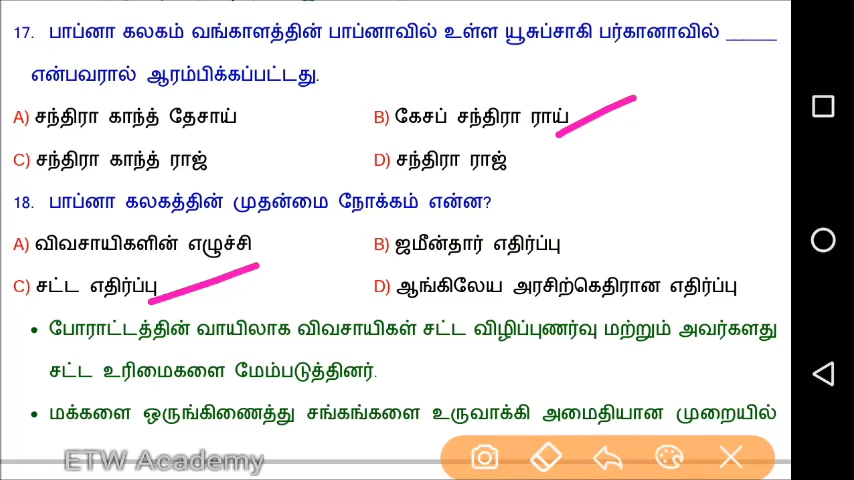 17. பாப்னா கலகம் வங்காளத்தின் பாப்னாவில் உள்ள யூசுப்சாகி பர்கானாவில் _____
என்பவரால் ஆரம்பிக்கப்பட்டது.
A) சந்திரா காந்த் தேசாய் B) கேசப் சந்திரா ராய்
C) சந்திரா காந்த் ராஜ் D) சந்திரா ராஜ்
18. பாப்னா கலகத்தின் முதன்மை நோக்கம் என்ன?
A) விவசாயிகளின் எழுச்சி B) ஜமீன்தார் எதிர்ப்பு
C) சட்ட எதிர்ப்பு D) ஆங்கிலேய அரசிற்கெதிரான எதிர்ப்பு
• போராட்டத்தின் வாயிலாக விவசாயிகள் சட்ட விழிப்புணர்வு மற்றும் அவர்களது
சட்ட உரிமைகளை மேம்படுத்தினர்.
• மக்களை ஒருங்கிணைத்து சங்கங்களை உருவாக்கி அமைதியான முறையில்
ETW Academy